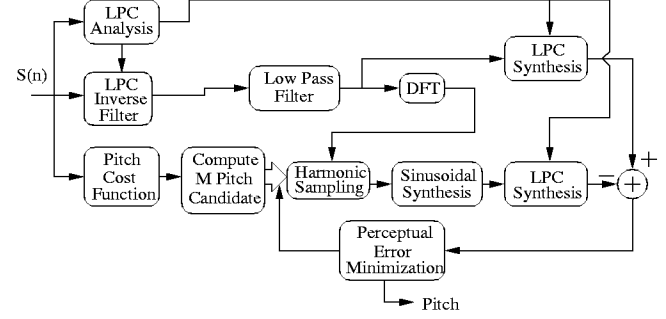 LPC
Analysis
S(n)
LPC
Inverse
Filter
Low Pass
Filter
DFT
LPC
Synthesis
Pitch
Cost
Function
Compute
M Pitch
Candidate
Harmonic
Sampling
Sinusoidal
Synthesis
LPC
Synthesis
−
+
+
Perceptual
Error
Minimization
Pitch